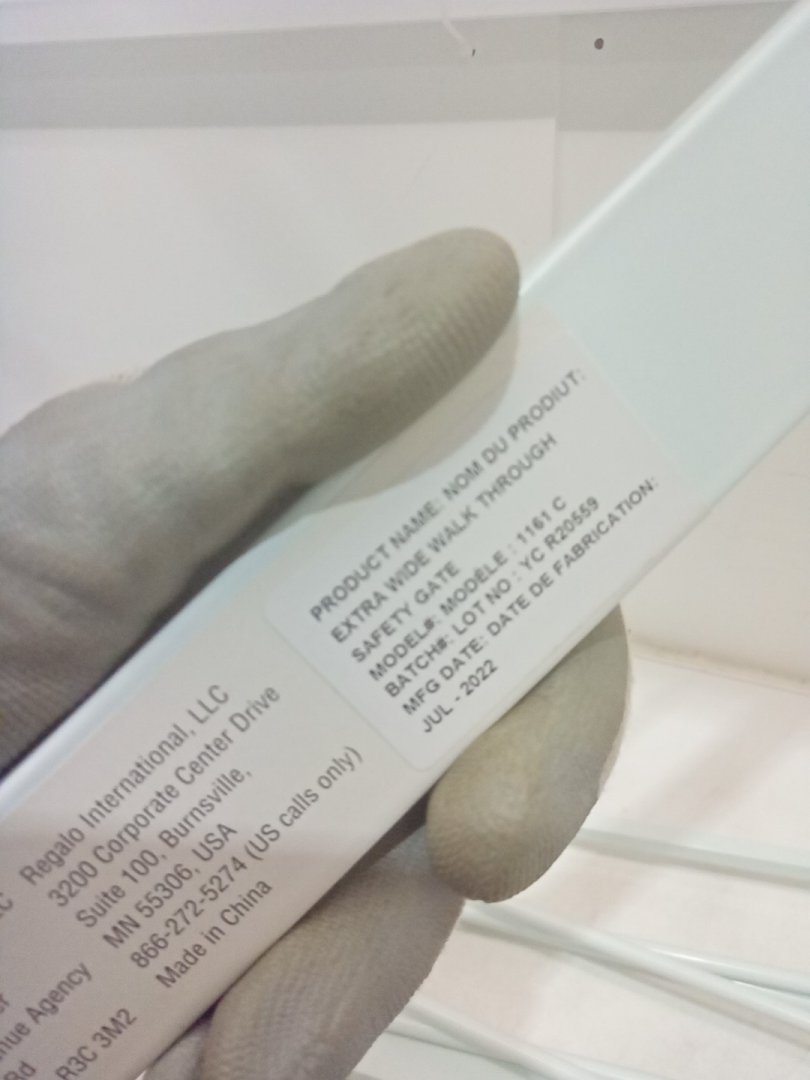 PRODUCT NAME: NOM DU PRODIUT:
EXTRA WIDE WALK THROUGH
SAFETY GATE
MODEL#: MODÈLE : 1161 C
BATCH#: LOT NO : YC R20559
MFG DATE: DATE DE FABRICATION:
JUL - 2022
Regalo International, LLC
3200 Corporate Center Drive
Suite 100, Burnsville,
MN 55306, USA
866-272-5274 (US calls only)
Made in China
Agency
Rd
R3C 3M2